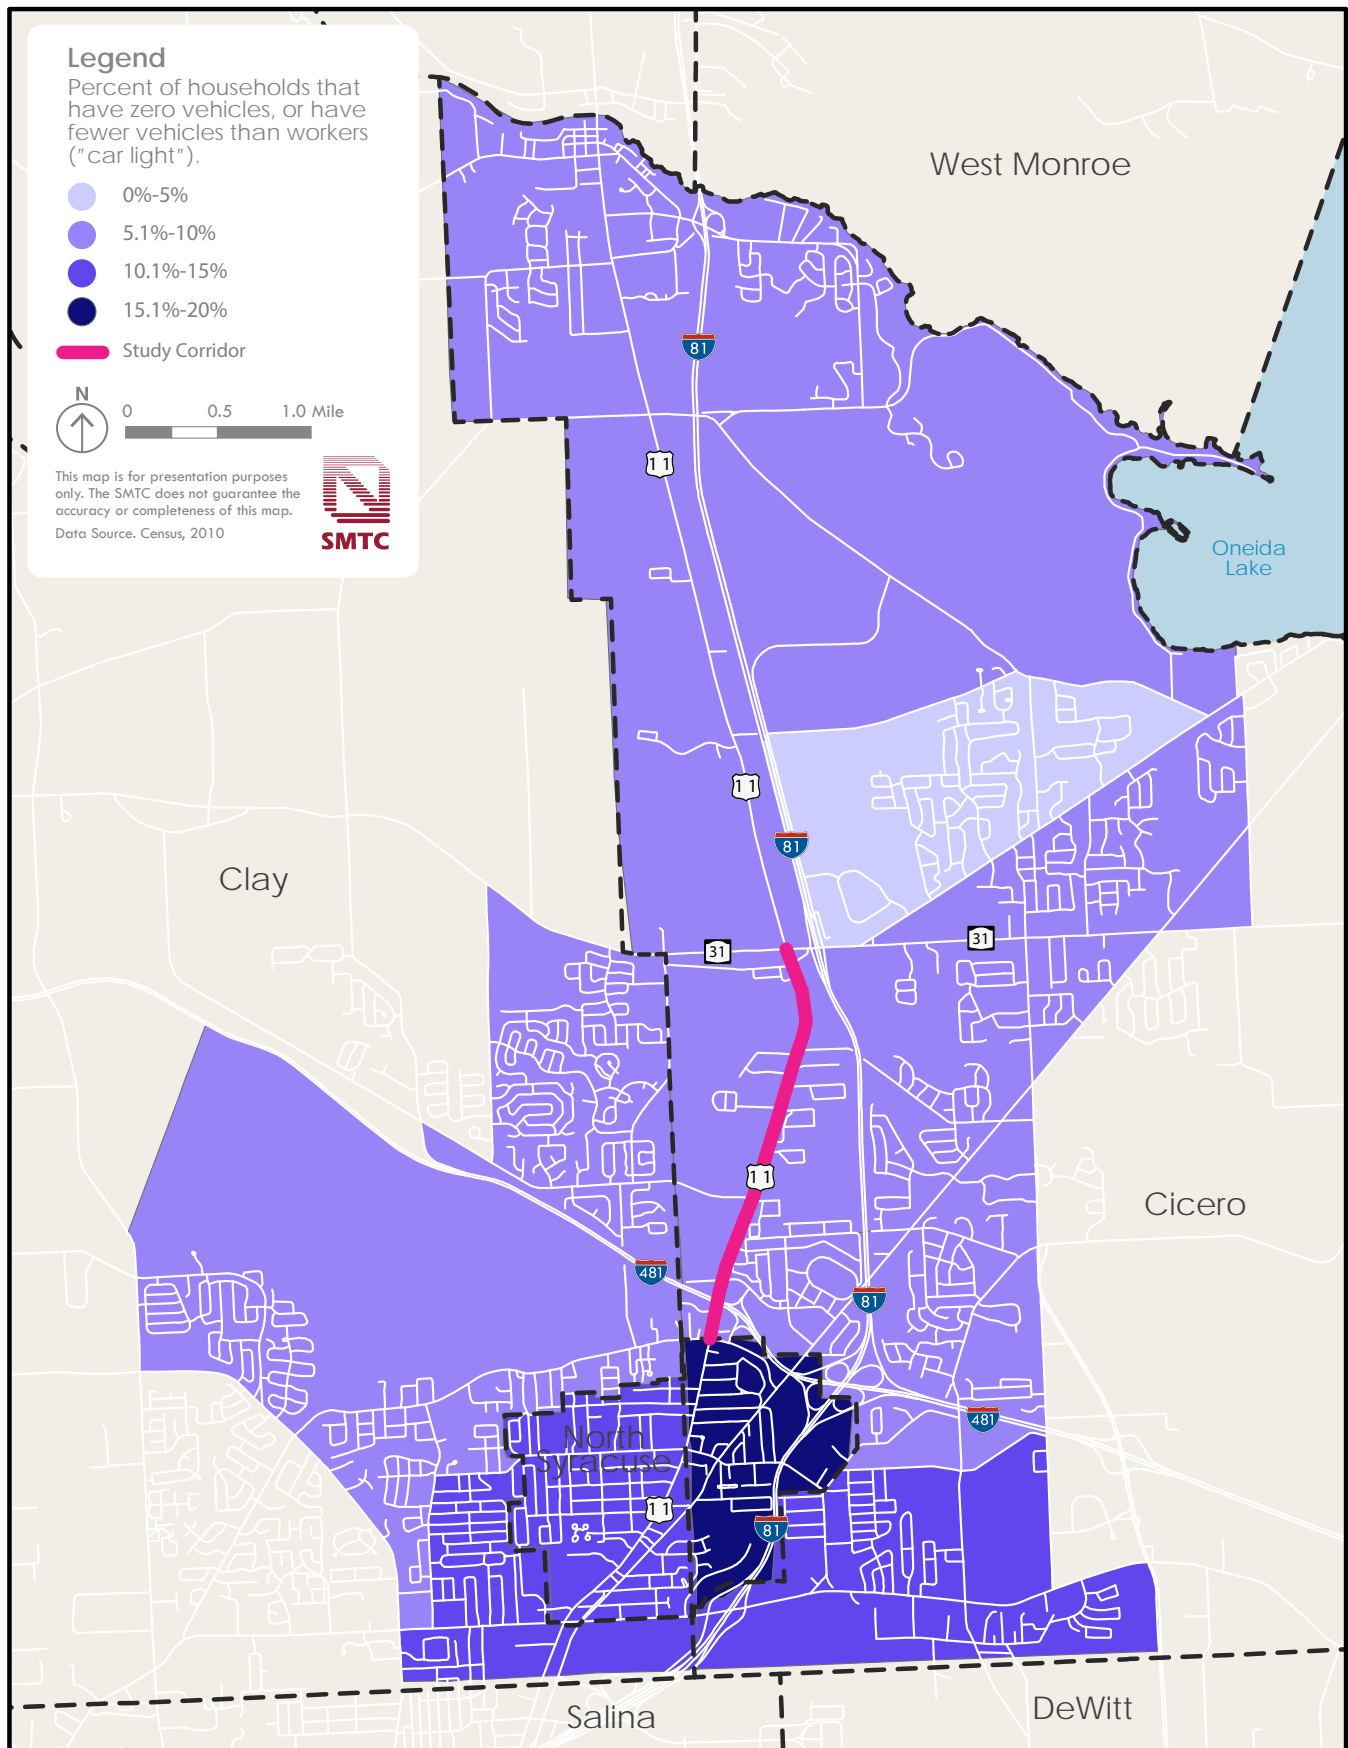 Legend
Percent of households that
have zero vehicles, or have
fewer vehicles than workers
("car light").
0%-5%
5.1%-10%
10.1%-15%
15.1%-20%
Study Corridor
N
0 0.5 1.0 Mile
This map is for presentation purposes
only. The SMTC does not guarantee the
accuracy or completeness of this map.
Data Source. Census, 2010
SMTC
West Monroe
81
11
Oneida
Lake
11
81
Clay
31
31
11
Cicero
481
81
481
North
Syracuse
11
81
Salina
DeWitt